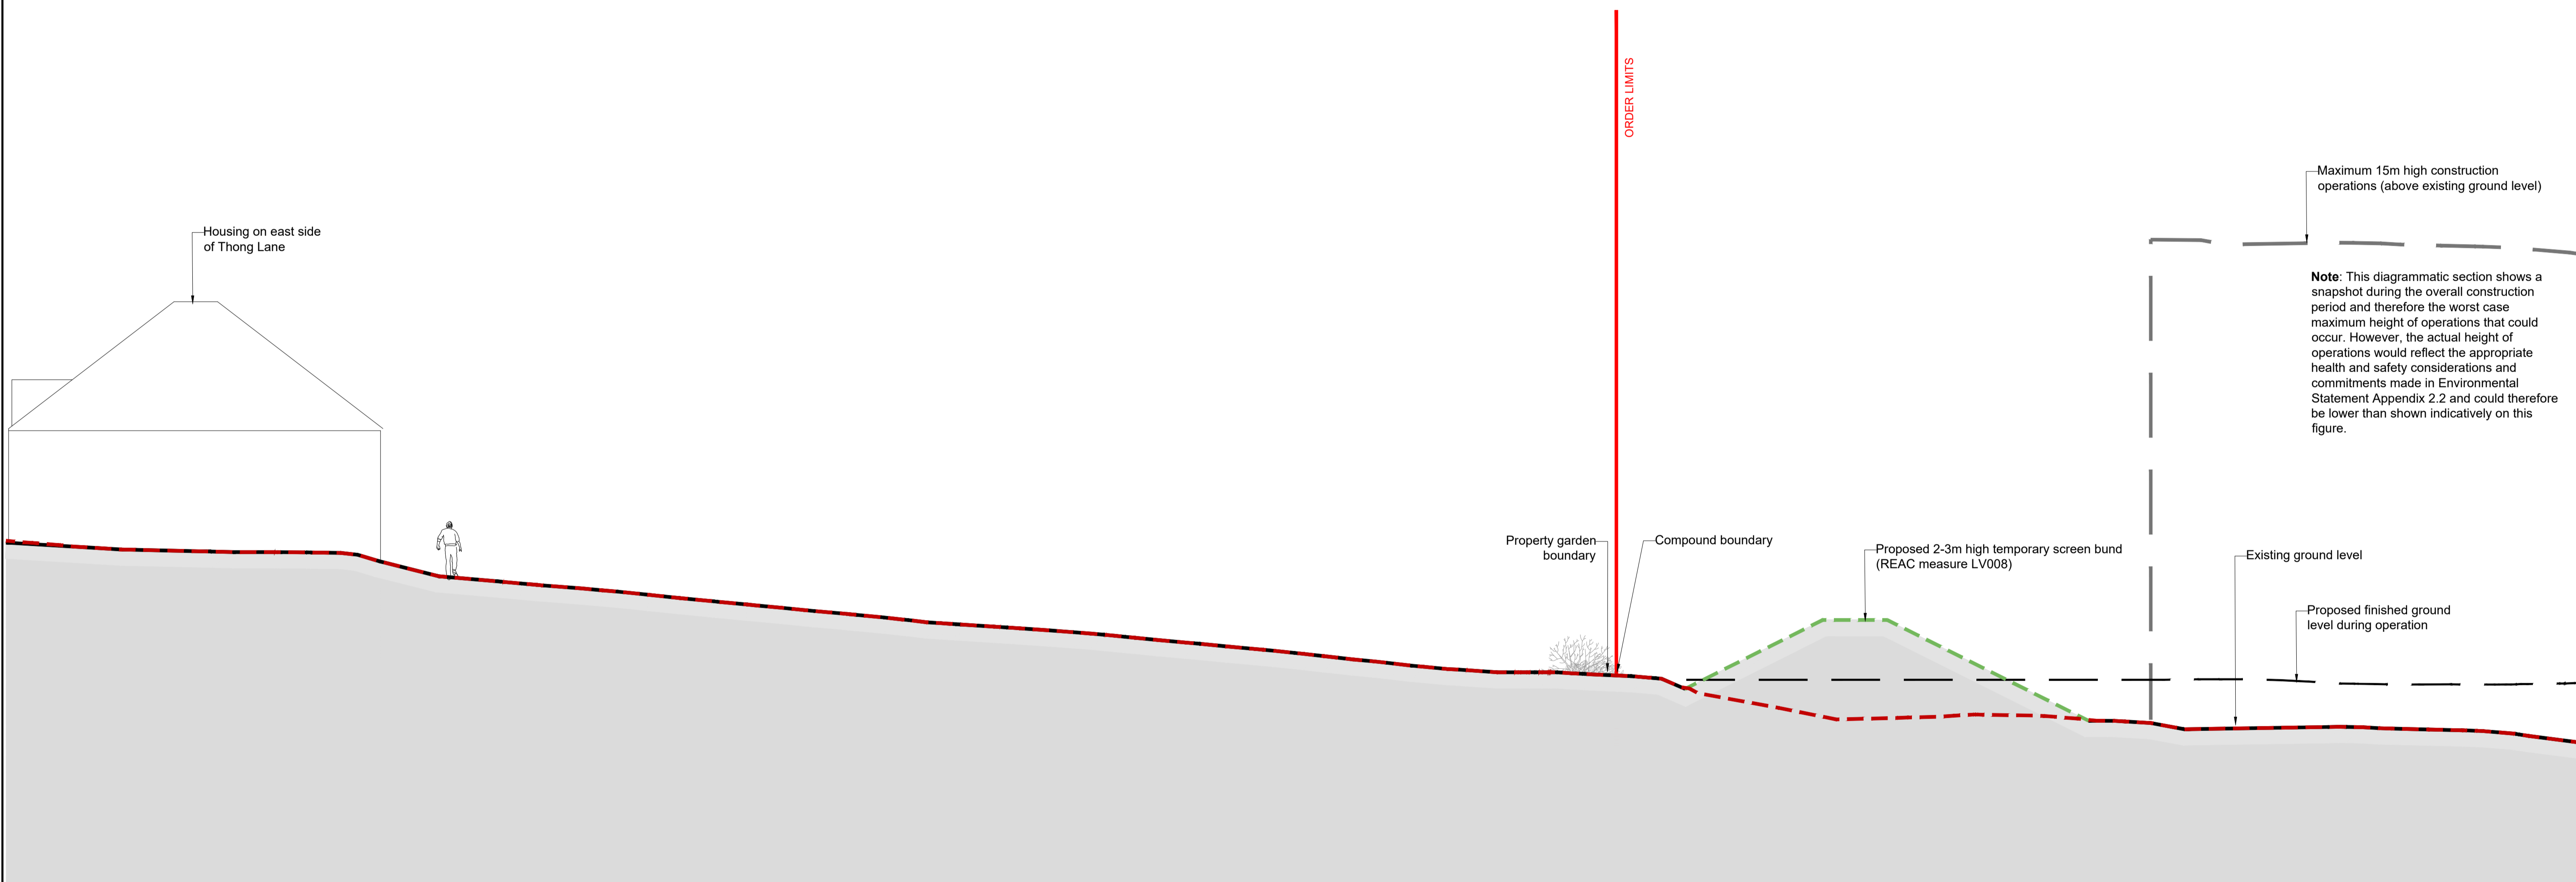 Housing on east side
of Thong Lane
ORDER LIMITS
Maximum 15m high construction
operations (above existing ground level)
Note: This diagrammatic section shows a
snapshot during the overall construction
period and therefore the worst case
maximum height of operations that could
occur. However, the actual height of
operations would reflect the appropriate
health and safety considerations and
commitments made in Environmental
Statement Appendix 2.2 and could therefore
be lower than shown indicatively on this
figure.
Property garden
boundary
Compound boundary
Proposed 2-3m high temporary screen bund
(REAC measure LV008)
Existing ground level
Proposed finished ground
level during operation